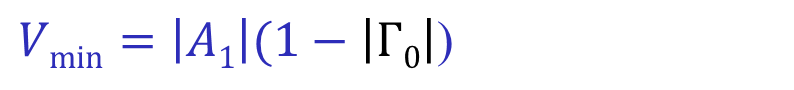 V_min = |A_1|(1 − |Γ_0|)